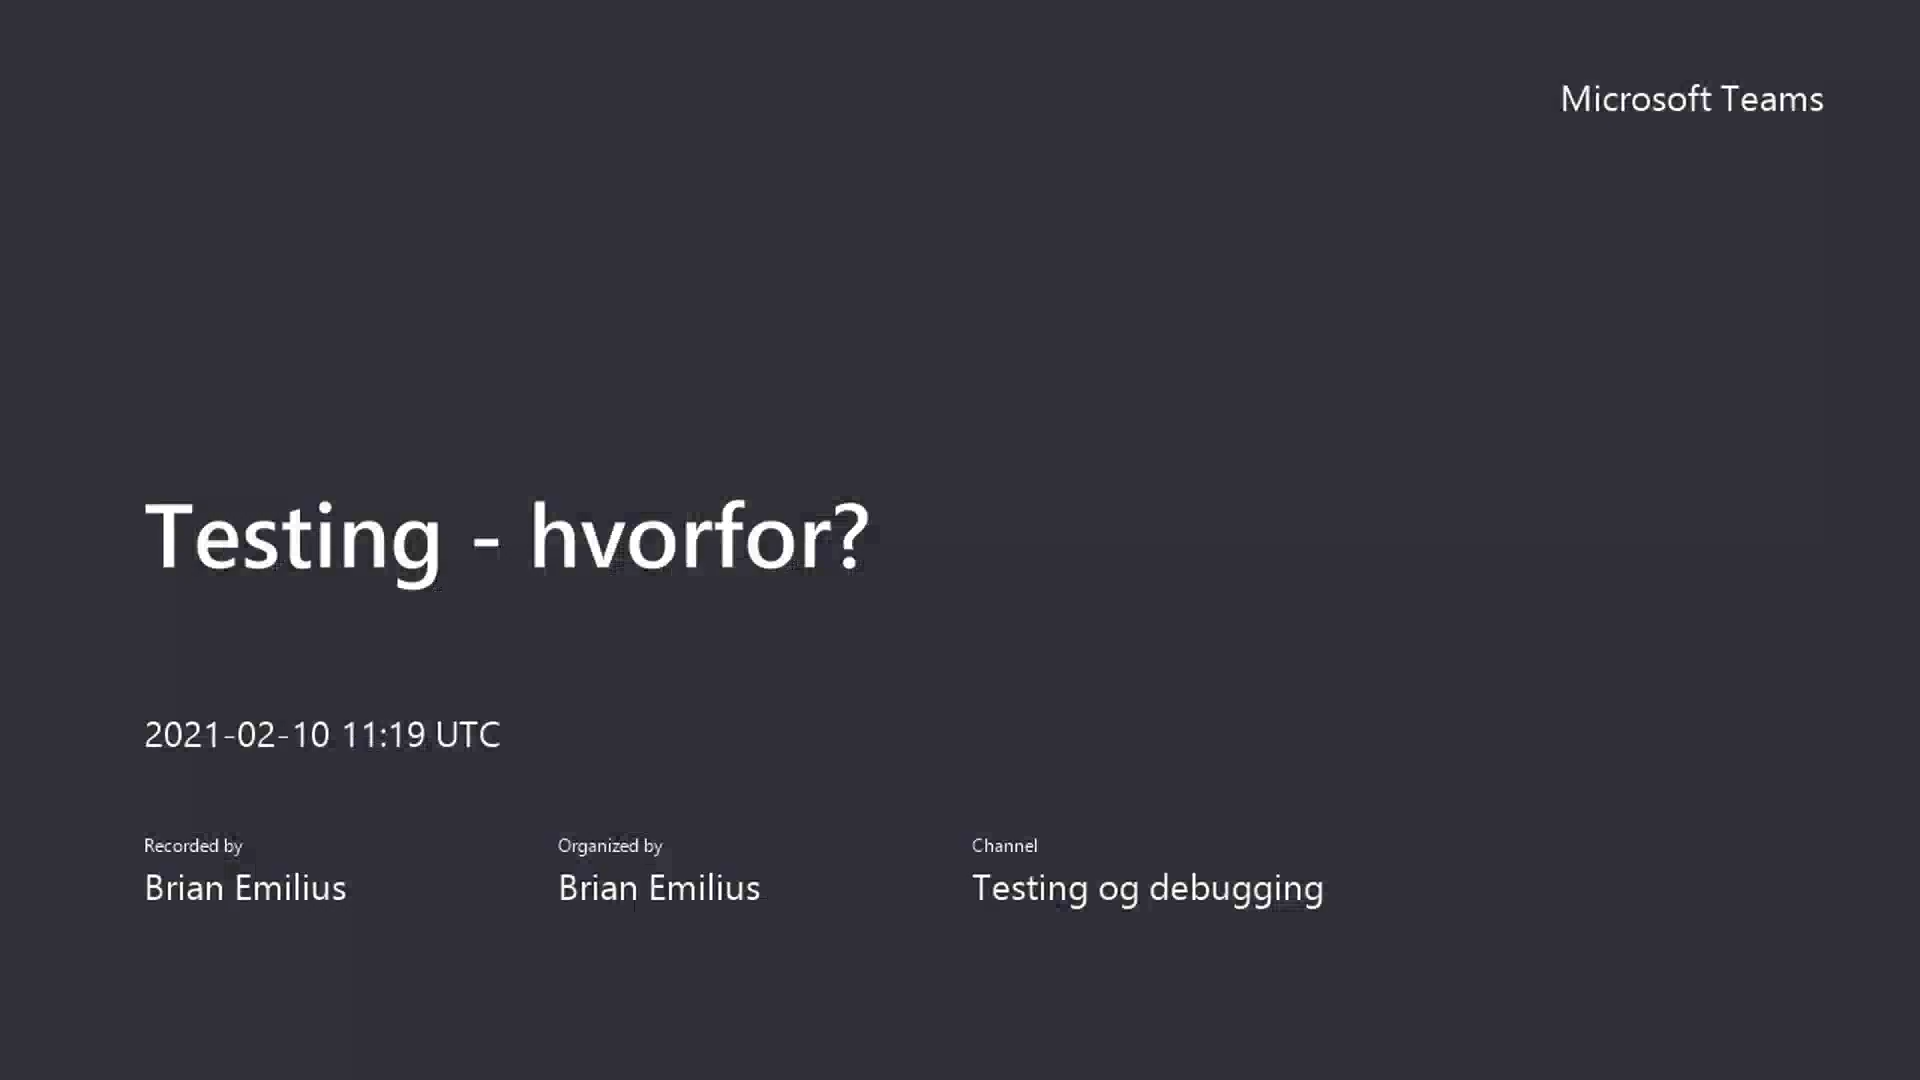 Microsoft Teams
Testing - hvorfor?
2021-02-10 11:19 UTC
Recorded by
Brian Emilius
Organized by
Brian Emilius
Channel
Testing og debugging